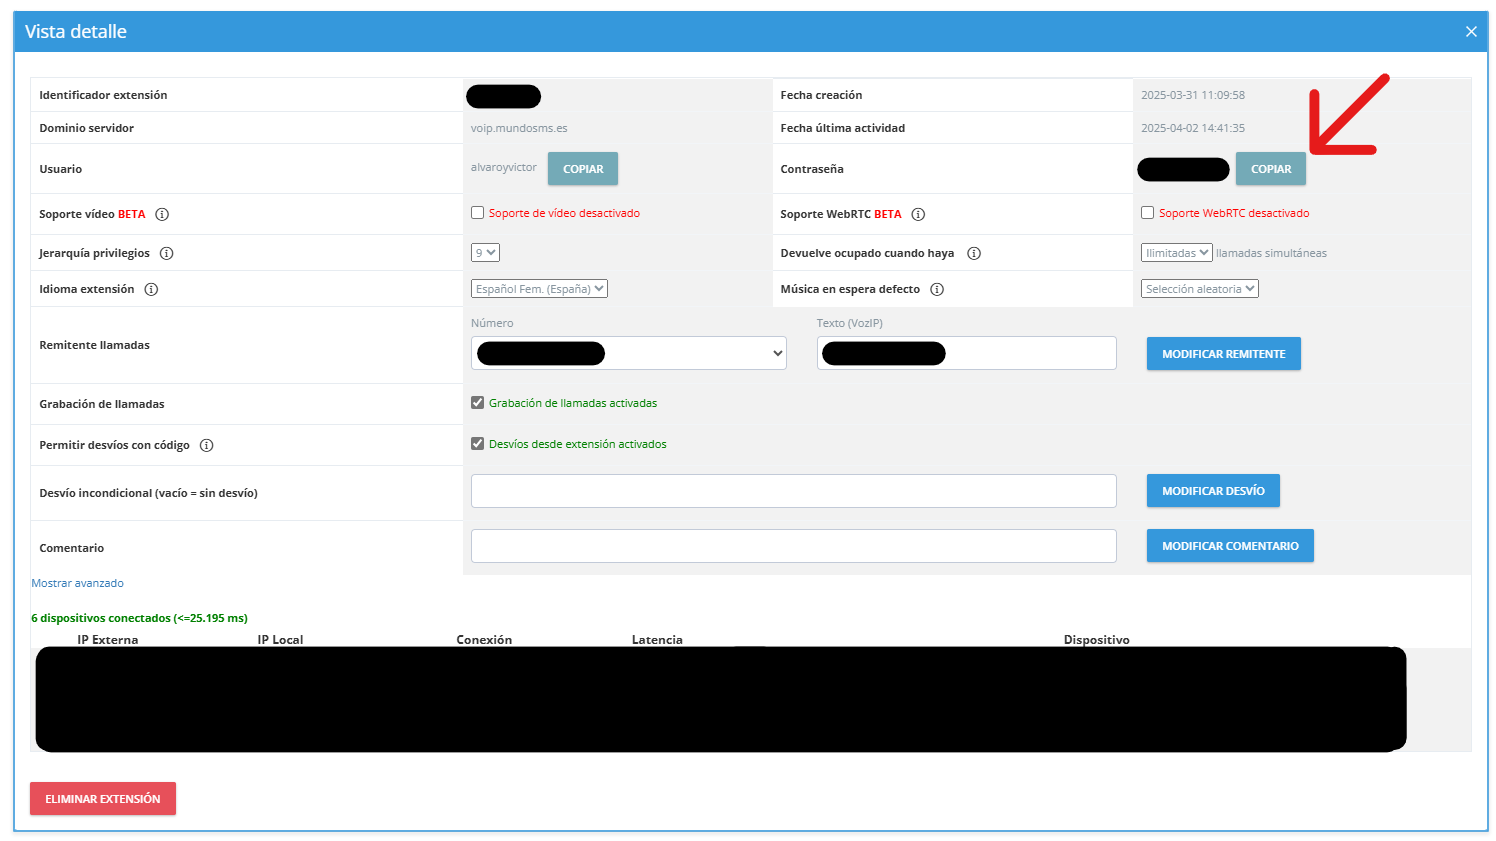 Vista detalle
Identificador extensión
Fecha creación 2025-03-31 11:09:58
Dominio servidor voip.mundosms.es
Fecha última actividad 2025-04-02 14:41:35
Usuario alvaroyvictor COPIAR
Contraseña COPIAR
Soporte vídeo BETA Soporte de vídeo desactivado
Soporte WebRTC BETA Soporte WebRTC desactivado
Jerarquía privilegios 9
Devuelve ocupado cuando haya Ilimitadas llamadas simultáneas
Idioma extensión Español Fem. (España)
Música en espera defecto Selección aleatoria
Remitente llamadas
Número
Texto (VozIP)
MODIFICAR REMITENTE
Grabación de llamadas Grabación de llamadas activadas
Permitir desvíos con código Desvíos desde extensión activados
Desvío incondicional (vacío = sin desvío) MODIFICAR DESVÍO
Comentario MODIFICAR COMENTARIO
Mostrar avanzado
6 dispositivos conectados (<=25.195 ms)
IP Externa IP Local Conexión Latencia Dispositivo
ELIMINAR EXTENSIÓN